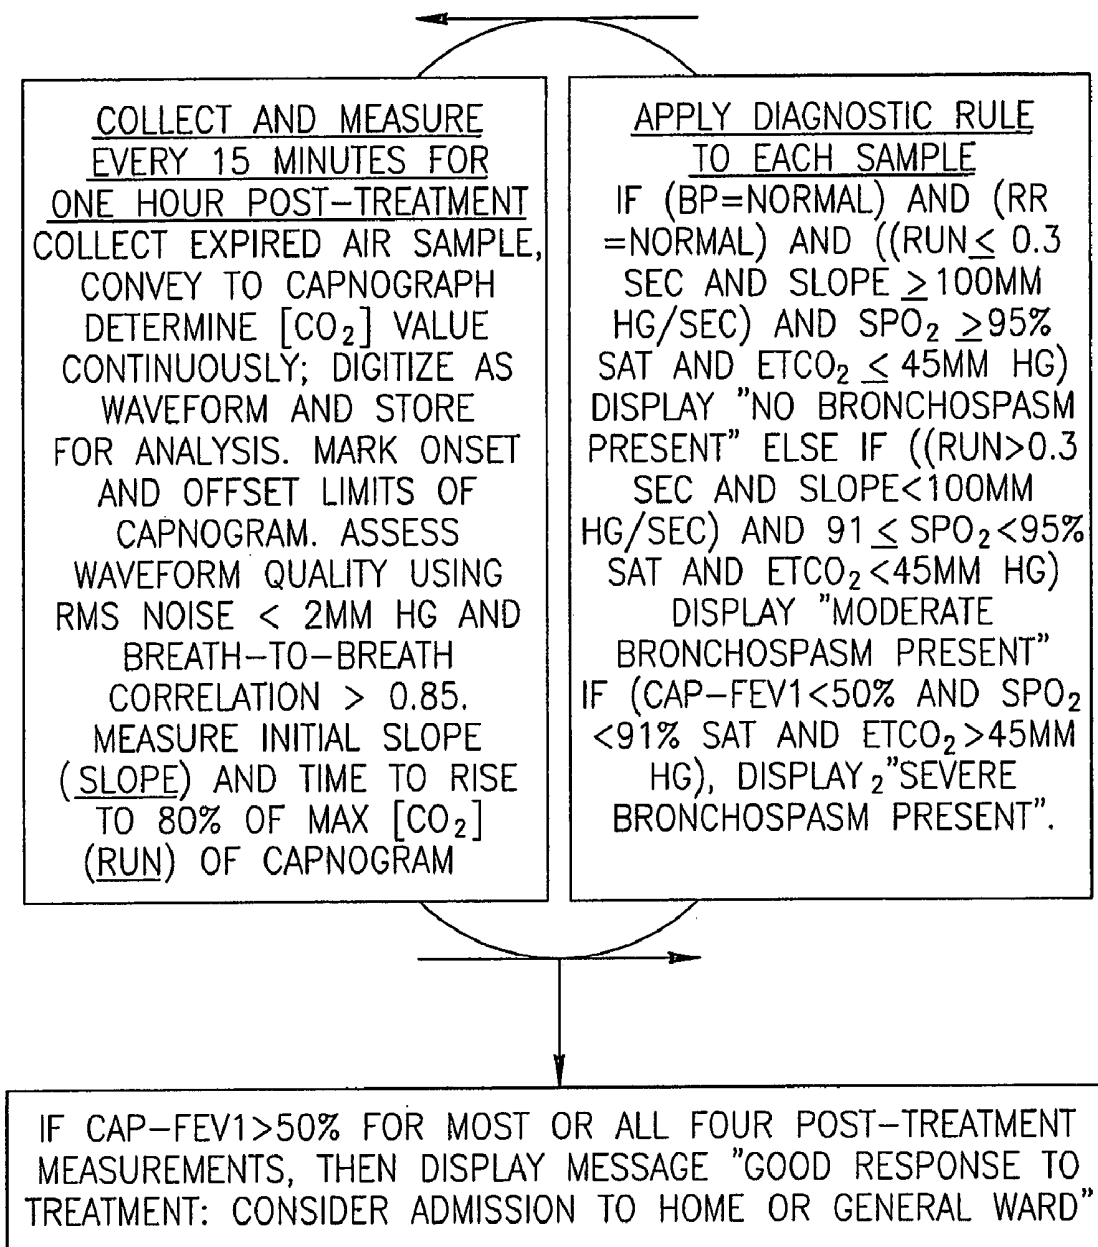 COLLECT AND MEASURE
EVERY 15 MINUTES FOR
ONE HOUR POST-TREATMENT
COLLECT EXPIRED AIR SAMPLE,
CONVEY TO CAPNOGRAPH
DETERMINE [CO₂] VALUE
CONTINUOUSLY; DIGITIZE AS
WAVEFORM AND STORE
FOR ANALYSIS. MARK ONSET
AND OFFSET LIMITS OF
CAPNOGRAM. ASSESS
WAVEFORM QUALITY USING
RMS NOISE < 2MM HG AND
BREATH-TO-BREATH
CORRELATION > 0.85.
MEASURE INITIAL SLOPE
(SLOPE) AND TIME TO RISE
TO 80% OF MAX [CO₂]
(RUN) OF CAPNOGRAM
APPLY DIAGNOSTIC RULE
TO EACH SAMPLE
IF (BP=NORMAL) AND (RR
=NORMAL) AND ((RUN≤ 0.3
SEC AND SLOPE ≥100MM
HG/SEC) AND SPO₂ ≥95%
SAT AND ETCO₂ ≤ 45MM HG)
DISPLAY "NO BRONCHOSPASM
PRESENT" ELSE IF ((RUN>0.3
SEC AND SLOPE<100MM
HG/SEC) AND 91 ≤ SPO₂<95%
SAT AND ETCO₂<45MM HG)
DISPLAY "MODERATE
BRONCHOSPASM PRESENT"
IF (CAP-FEV1<50% AND SPO₂
<91% SAT AND ETCO₂>45MM
HG), DISPLAY ₂"SEVERE
BRONCHOSPASM PRESENT".
IF CAP-FEV1>50% FOR MOST OR ALL FOUR POST-TREATMENT
MEASUREMENTS, THEN DISPLAY MESSAGE "GOOD RESPONSE TO
TREATMENT: CONSIDER ADMISSION TO HOME OR GENERAL WARD"